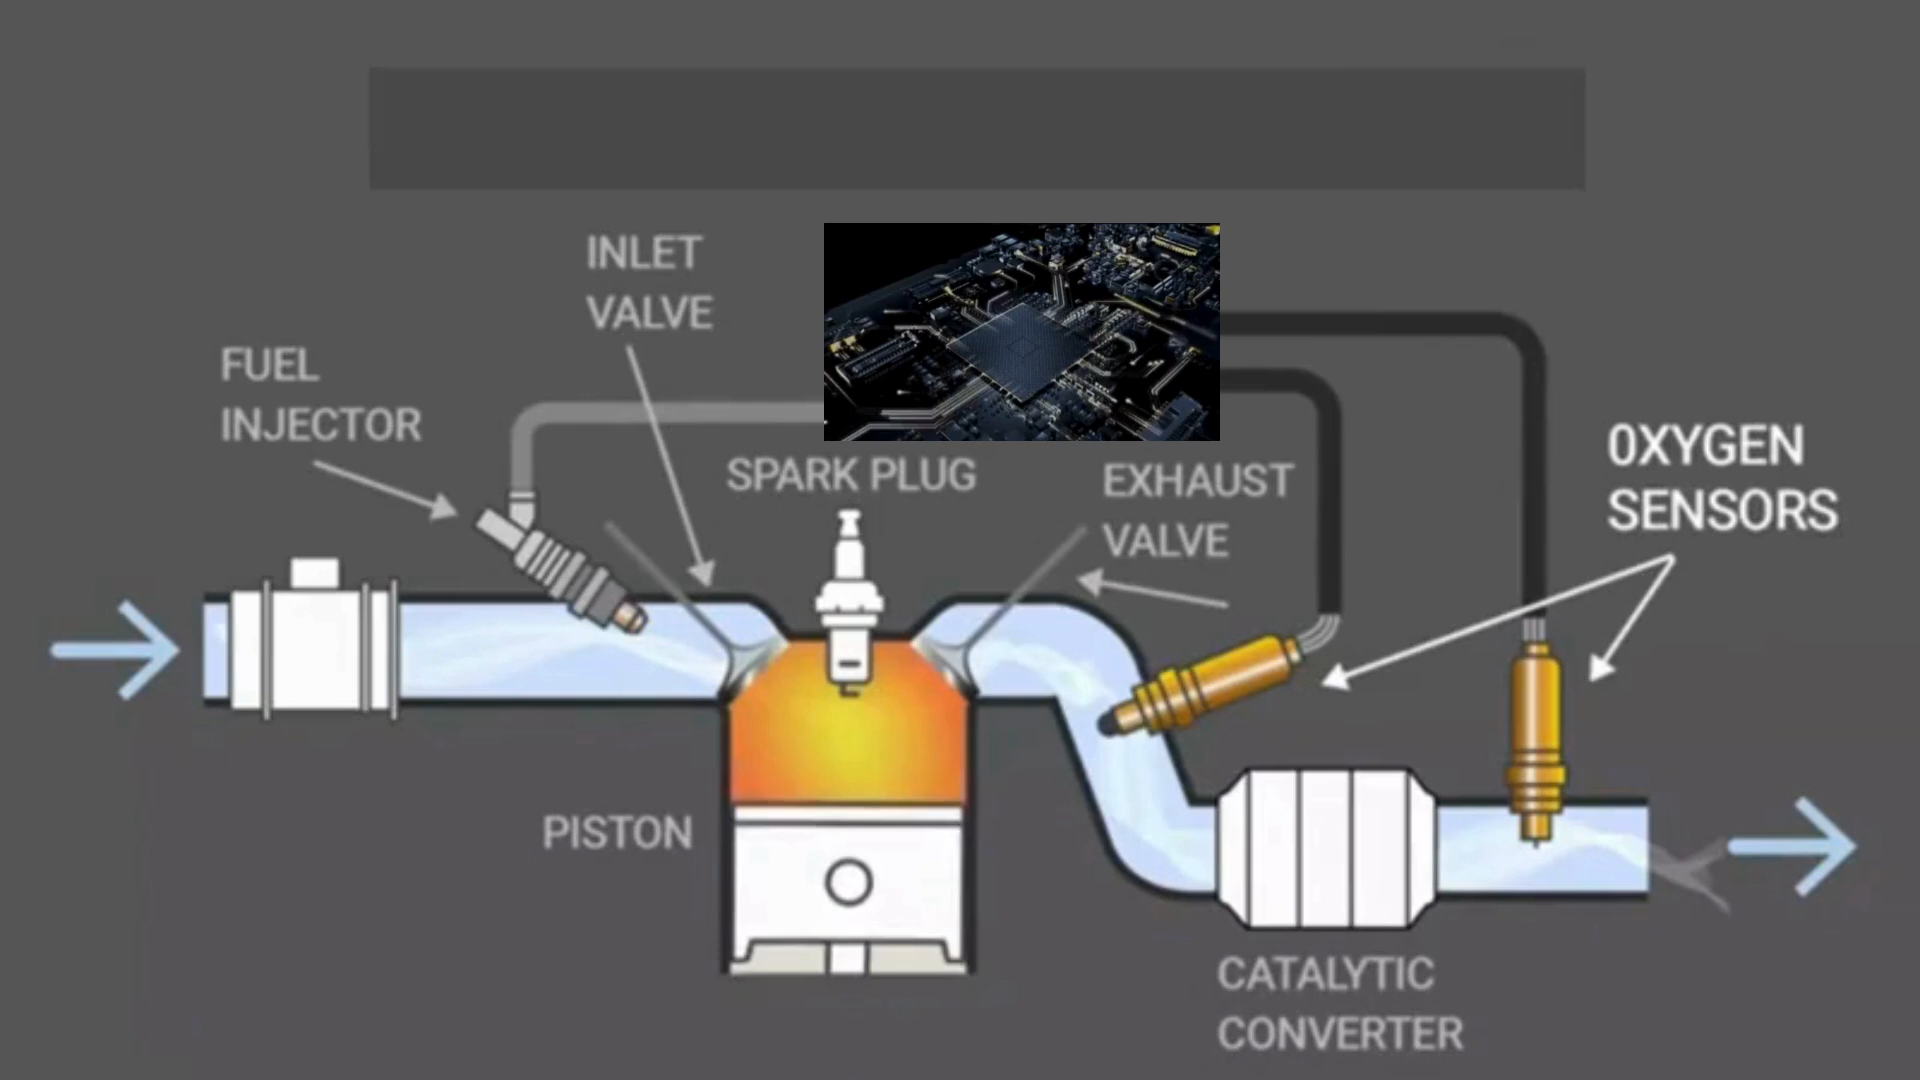 INLET
VALVE
FUEL
INJECTOR
SPARK PLUG
EXHAUST
VALVE
0XYGEN
SENSORS
PISTON
CATALYTIC
CONVERTER